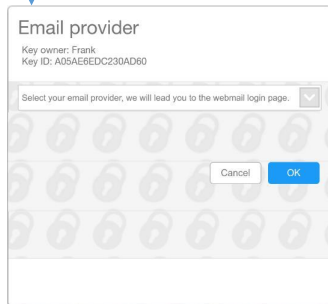 Email provider
Key owner: Frank
Key ID: A05AE6EDC230AD60
Select your email provider, we will lead you to the webmail login page.
Cancel
OK